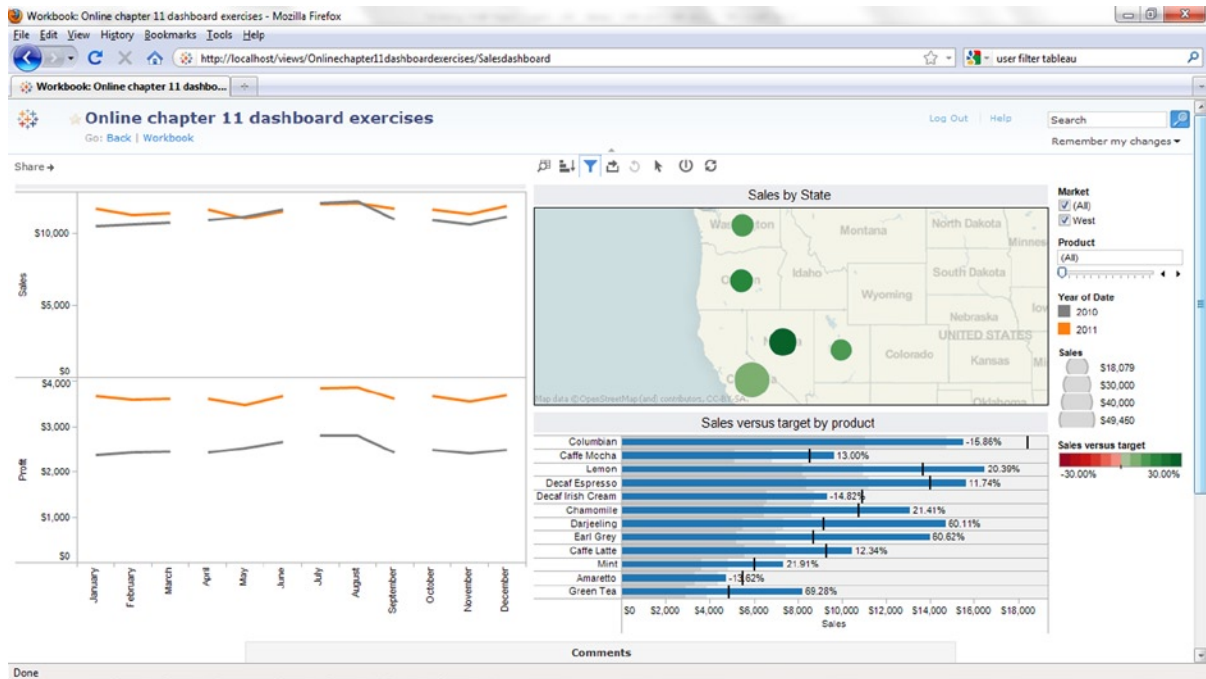 Workbook: Online chapter 11 dashboard exercises - Mozilla Firefox
File Edit View History Bookmarks Tools Help
http://localhost/views/Onlinechapter11dashboardexercises/Salesdashboard
user filter tableau
Workbook: Online chapter 11 dashbo...
Online chapter 11 dashboard exercises
Go: Back | Workbook
Log Out | Help
Search
Remember my changes
Share
Sales
$10,000
$5,000
$0
Profit
$4,000
$3,000
$2,000
$1,000
$0
January
February
March
April
May
June
July
August
September
October
November
December
Sales by State
Montana
North Dakota
Idaho
South Dakota
Wyoming
Nebraska
UNITED STATES
Colorado
Kansas
Oklahoma
Map data ©OpenStreetMap (and) contributors, CC-BY-SA
Sales versus target by product
Columbian -15.86%
Caffe Mocha 13.00%
Lemon 20.39%
Decaf Espresso 11.74%
Decaf Irish Cream -14.82%
Chamomile 21.41%
Darjeeling 60.11%
Earl Grey 60.62%
Caffe Latte 12.34%
Mint 21.91%
Amaretto -13.62%
Green Tea 69.28%
$0 $2,000 $4,000 $6,000 $8,000 $10,000 $12,000 $14,000 $16,000 $18,000
Sales
Market
(All)
West
Product
(All)
Year of Date
2010
2011
Sales
$18,079
$30,000
$40,000
$49,460
Sales versus target
-30.00% 30.00%
Comments
Done